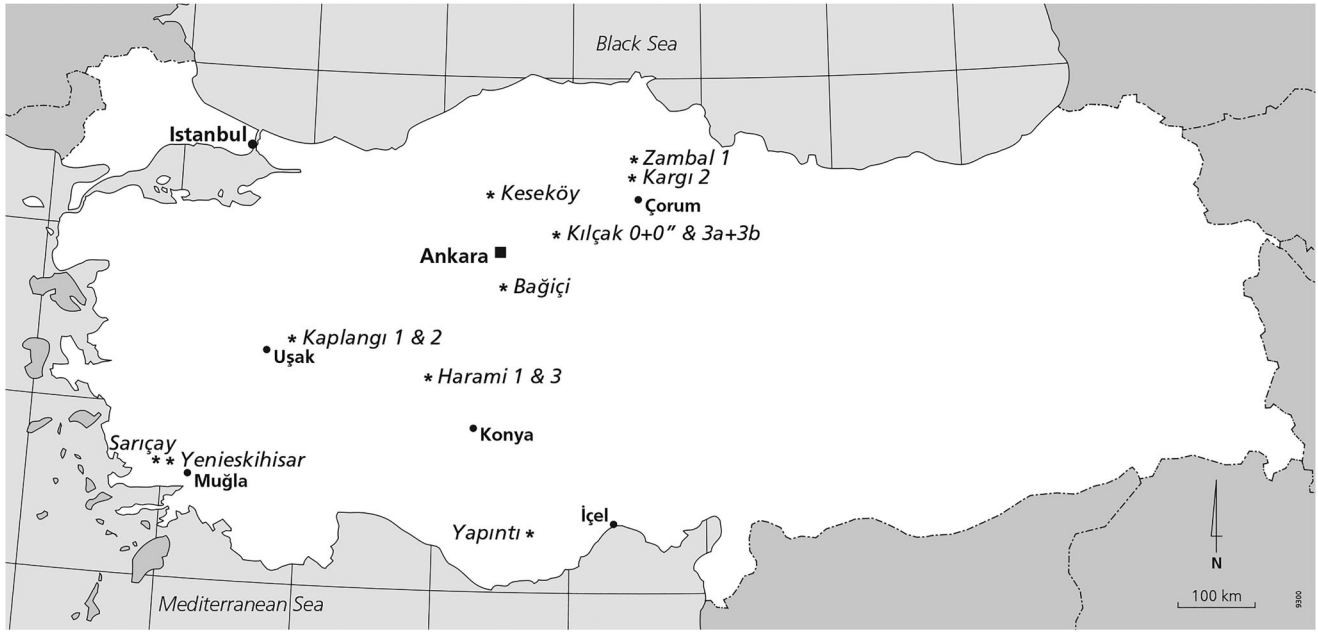 Black Sea
Istanbul
* Zambal 1
* Kargı 2
* Keseköy
Çorum
* Kılçak 0+0″ & 3a+3b
Ankara
* Bağiçi
* Kaplangı 1 & 2
Uşak
* Harami 1 & 3
Konya
Sarıçay
* * Yenieskihisar
Muğla
İçel
Yapıntı *
N
100 km
9300
Mediterranean Sea